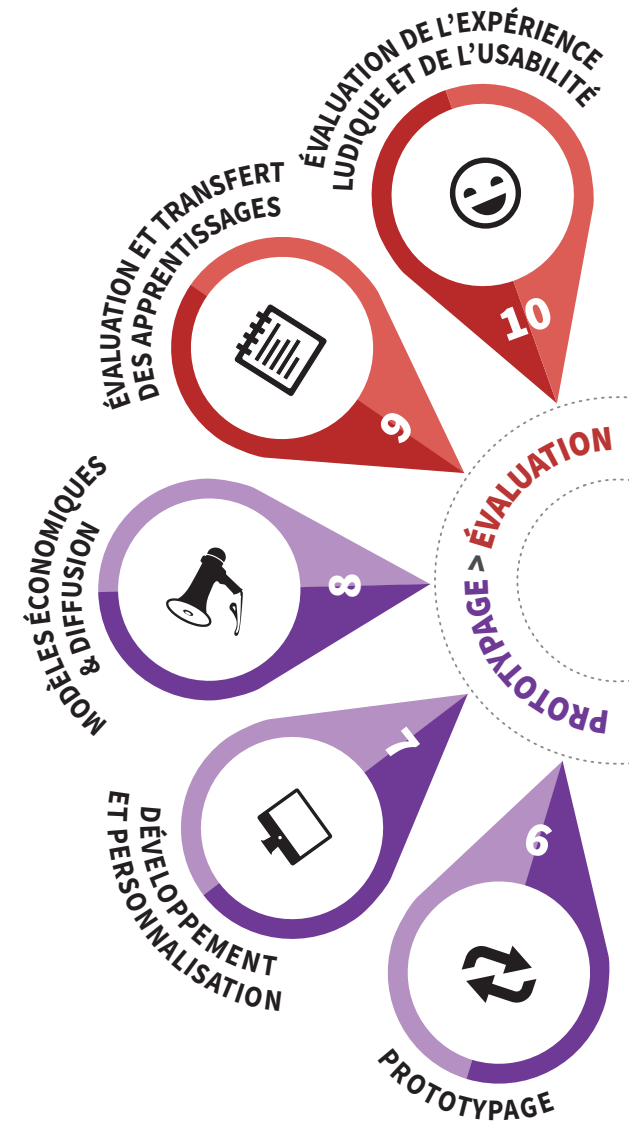 ÉVALUATION DE L'EXPÉRIENCE
LUDIQUE ET DE L'USABILITÉ
10
ÉVALUATION ET TRANSFERT
DES APPRENTISSAGES
9
MODÈLES ÉCONOMIQUES
& DIFFUSION
8
PROTOTYPAGE > ÉVALUATION
7
DÉVELOPPEMENT
ET PERSONNALISATION
6
PROTOTYPAGE